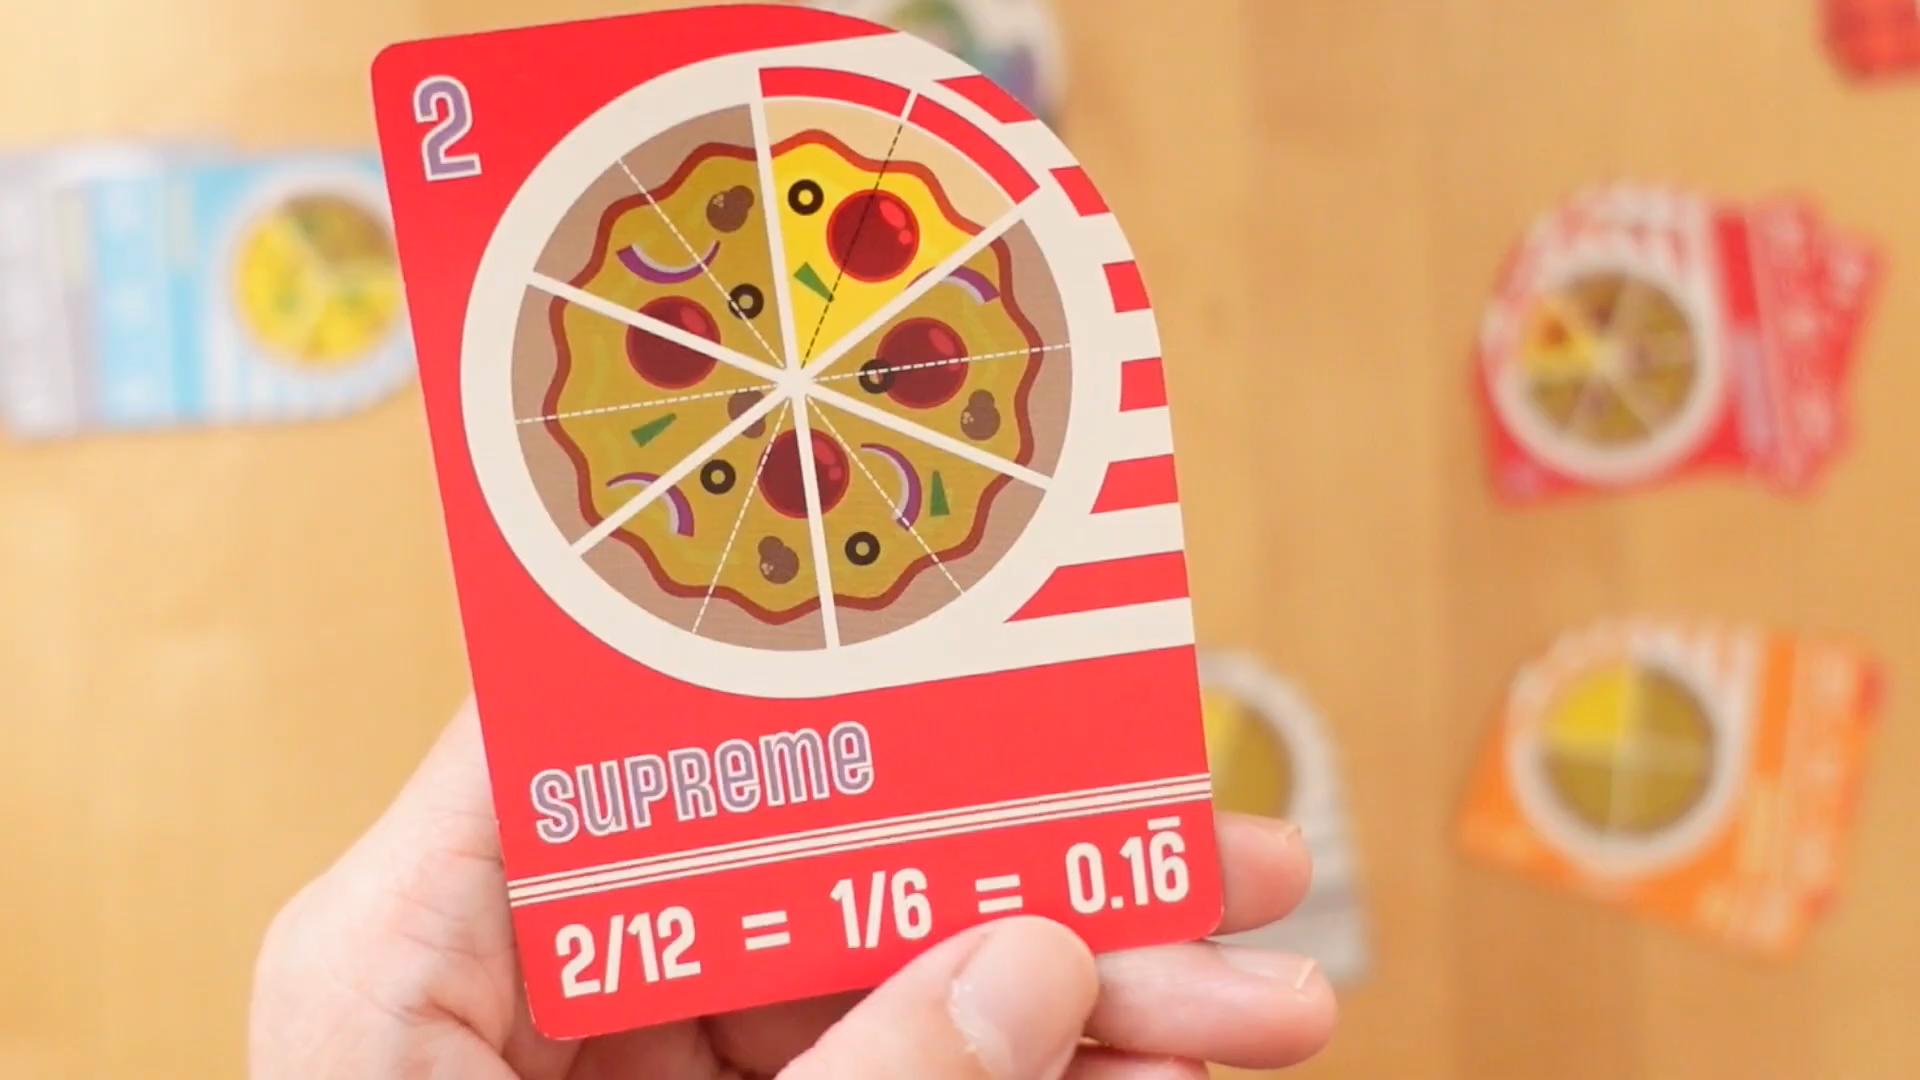 2
SUPREME
2/12 = 1/6 = 0.16̅